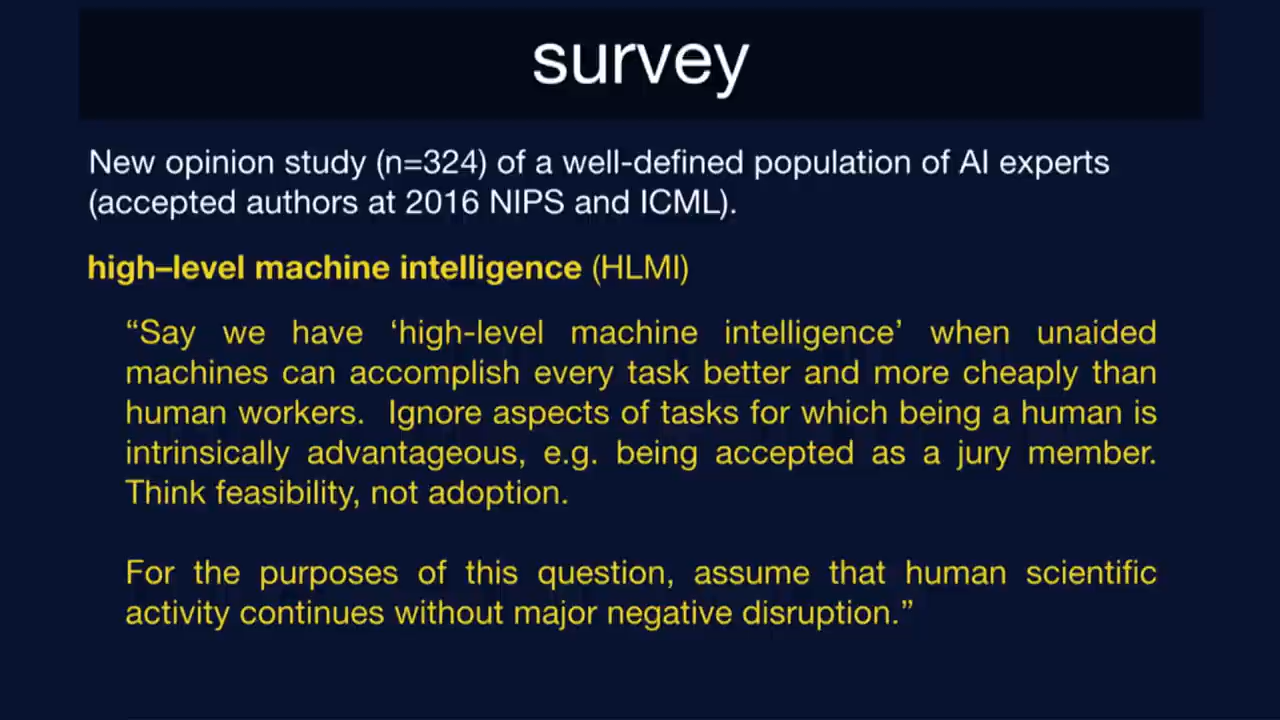 survey
New opinion study (n=324) of a well-defined population of AI experts
(accepted authors at 2016 NIPS and ICML).
high–level machine intelligence (HLMI)
“Say we have ‘high-level machine intelligence’ when unaided
machines can accomplish every task better and more cheaply than
human workers. Ignore aspects of tasks for which being a human is
intrinsically advantageous, e.g. being accepted as a jury member.
Think feasibility, not adoption.
For the purposes of this question, assume that human scientific
activity continues without major negative disruption.”